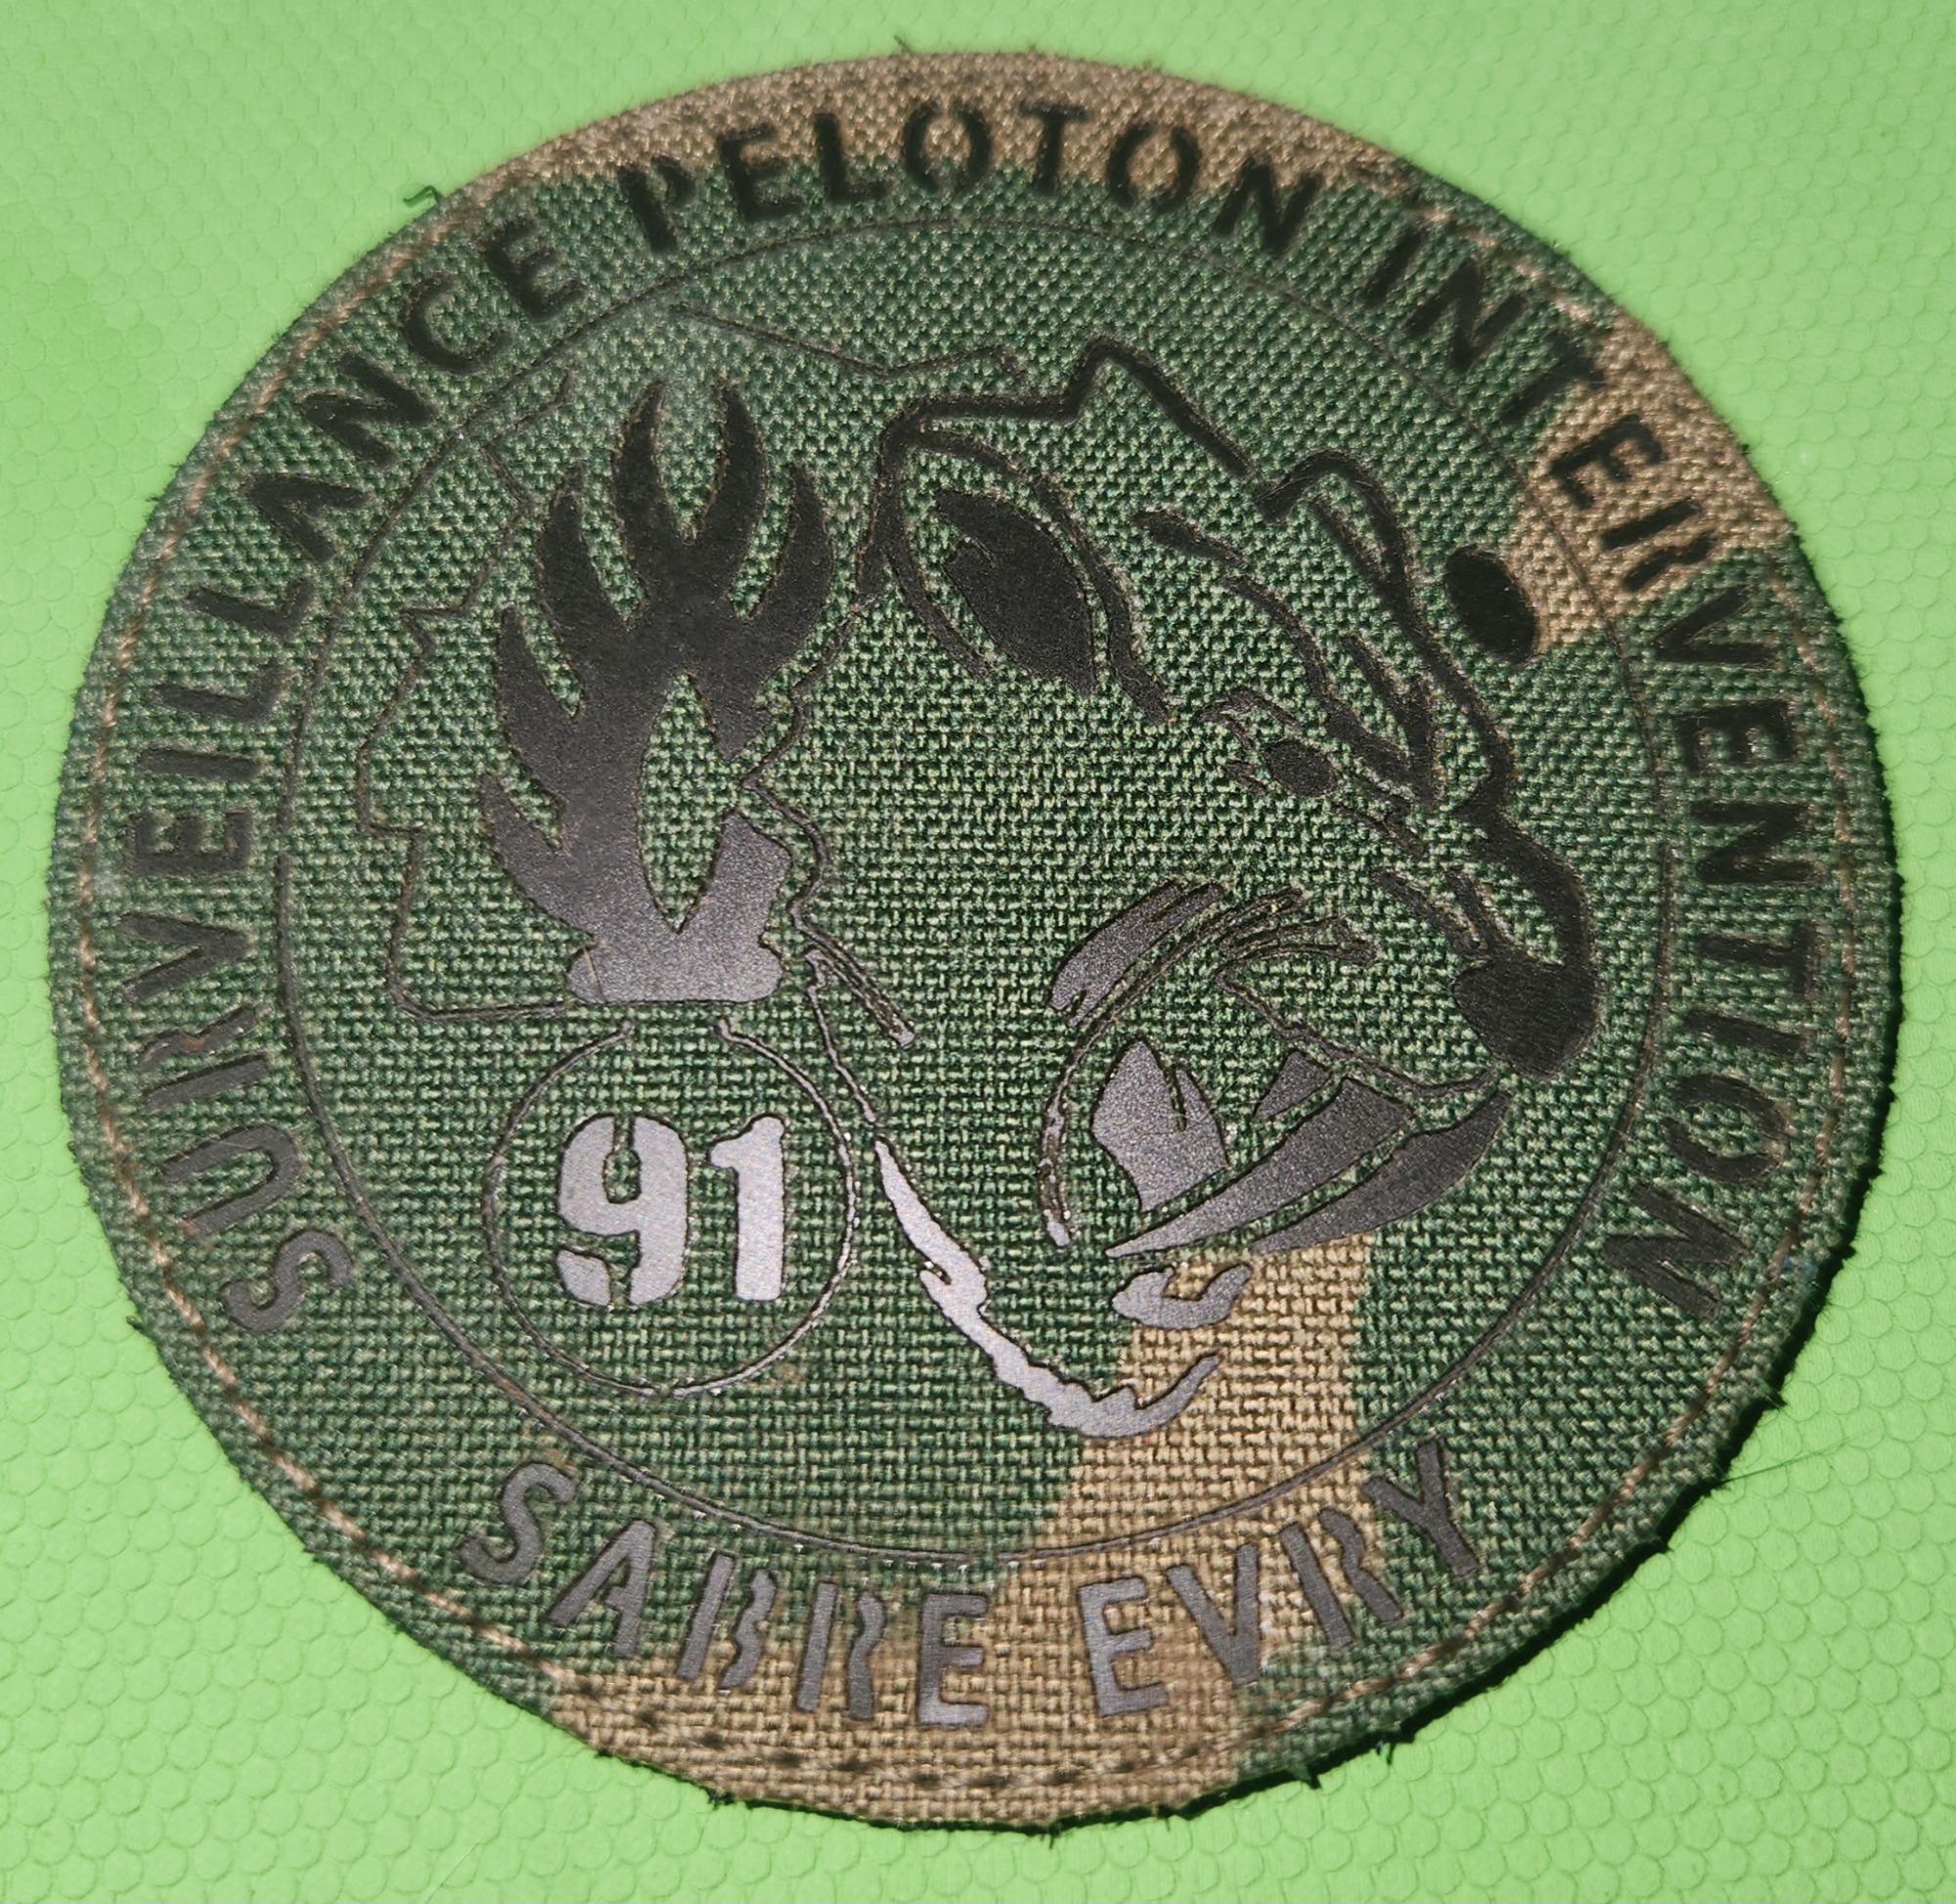 SURVEILLANCE PELOTON INTERVENTION
91
SABRE EVRY